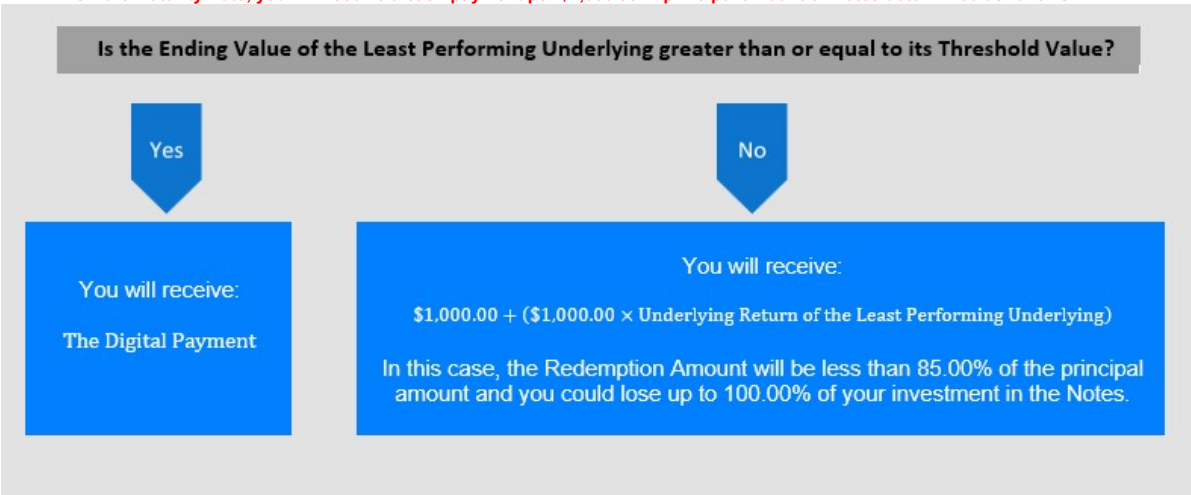 Is the Ending Value of the Least Performing Underlying greater than or equal to its Threshold Value?
Yes
No
You will receive:
The Digital Payment
You will receive:
$1,000.00 + ($1,000.00 × Underlying Return of the Least Performing Underlying)
In this case, the Redemption Amount will be less than 85.00% of the principal
amount and you could lose up to 100.00% of your investment in the Notes.